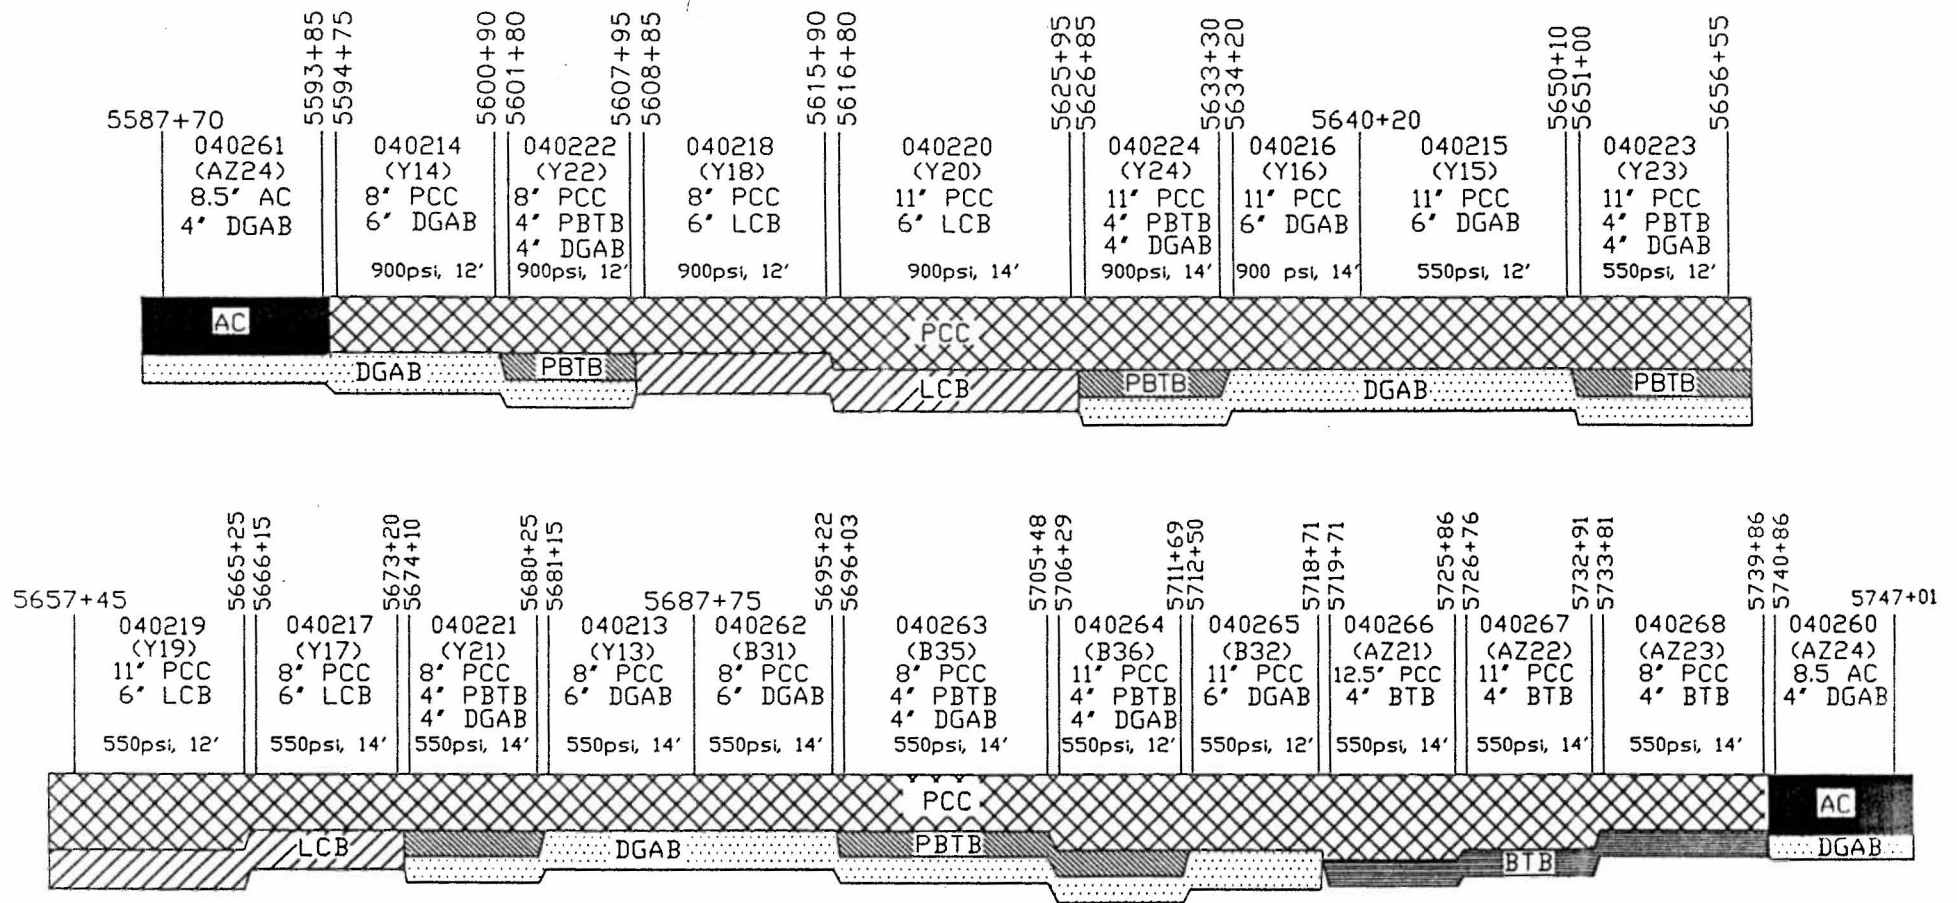 5587+70
5593+85
5594+75
5600+90
5601+80
5607+95
5608+85
5615+90
5616+80
5625+95
5626+85
5633+30
5634+20
5640+20
5650+10
5651+00
5656+55
040261
(AZ24)
8.5" AC
4" DGAB
040214
(Y14)
8" PCC
6" DGAB
900psi, 12'
040222
(Y22)
8" PCC
4" PBTB
4" DGAB
900psi, 12'
040218
(Y18)
8" PCC
6" LCB
900psi, 12'
040220
(Y20)
11" PCC
6" LCB
900psi, 14'
040224
(Y24)
11" PCC
4" PBTB
4" DGAB
900psi, 14'
040216
(Y16)
11" PCC
6" DGAB
900 psi, 14'
040215
(Y15)
11" PCC
6" DGAB
550psi, 12'
040223
(Y23)
11" PCC
4" PBTB
4" DGAB
550psi, 12'
AC
PCC
DGAB
PBTB
LCB
PBTB
DGAB
PBTB
5657+45
5665+25
5666+15
5673+20
5674+10
5680+25
5681+15
5687+75
5695+22
5696+03
5705+48
5706+29
5711+69
5712+50
5718+71
5719+71
5725+86
5726+76
5732+91
5733+81
5739+86
5740+86
5747+01
040219
(Y19)
11" PCC
6" LCB
550psi, 12'
040217
(Y17)
8" PCC
6" LCB
550psi, 14'
040221
(Y21)
8" PCC
4" PBTB
4" DGAB
550psi, 14'
040213
(Y13)
8" PCC
6" DGAB
550psi, 14'
040262
(B31)
8" PCC
6" DGAB
550psi, 14'
040263
(B35)
8" PCC
4" PBTB
4" DGAB
550psi, 14'
040264
(B36)
11" PCC
4" PBTB
4" DGAB
550psi, 12'
040265
(B32)
11" PCC
6" DGAB
550psi, 12'
040266
(AZ21)
12.5" PCC
4" BTB
550psi, 14'
040267
(AZ22)
11" PCC
4" BTB
550psi, 14'
040268
(AZ23)
8" PCC
4" BTB
550psi, 14'
040260
(AZ24)
8.5 AC
4" DGAB
PCC
AC
LCB
DGAB
PBTB
BTB
DGAB